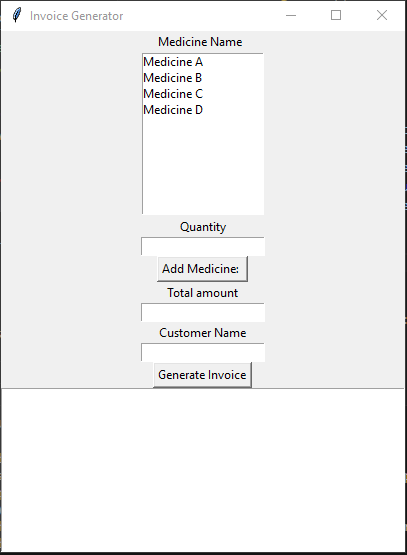 Invoice Generator
Medicine Name
Medicine A
Medicine B
Medicine C
Medicine D
Quantity
Add Medicine:
Total amount
Customer Name
Generate Invoice